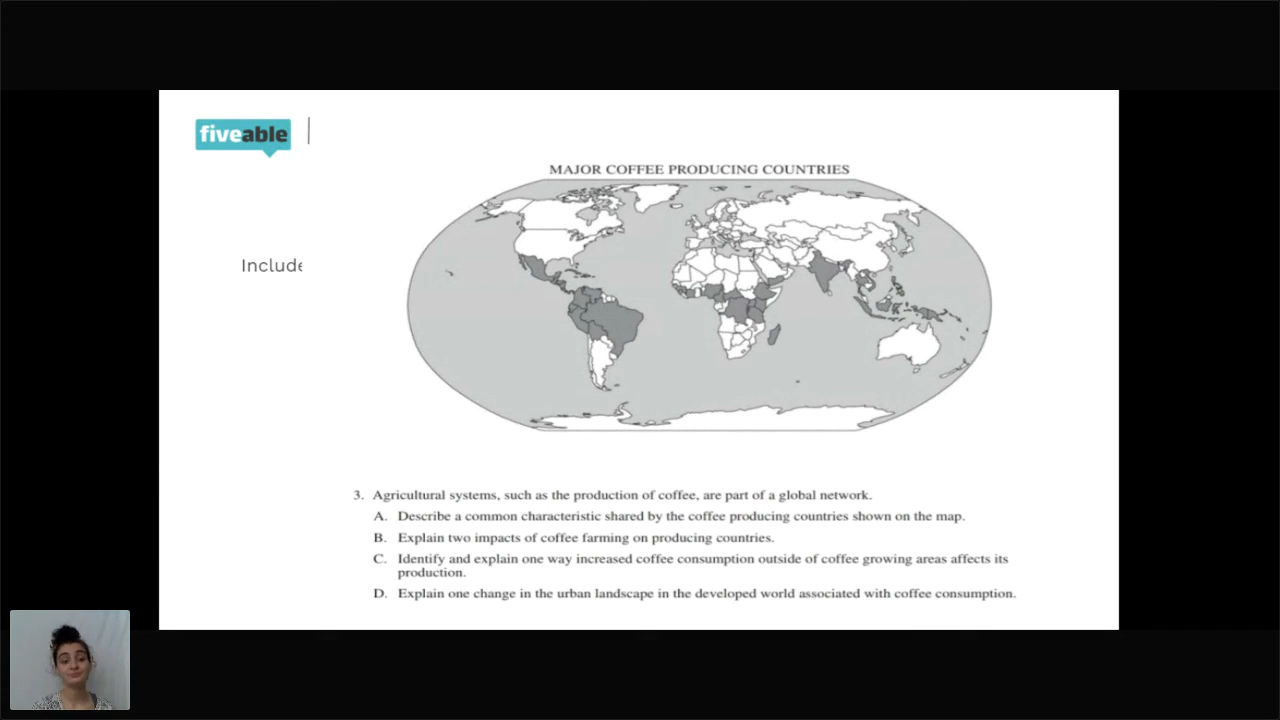 fiveable
MAJOR COFFEE PRODUCING COUNTRIES
Include
3. Agricultural systems, such as the production of coffee, are part of a global network.
A. Describe a common characteristic shared by the coffee producing countries shown on the map.
B. Explain two impacts of coffee farming on producing countries.
C. Identify and explain one way increased coffee consumption outside of coffee growing areas affects its
production.
D. Explain one change in the urban landscape in the developed world associated with coffee consumption.